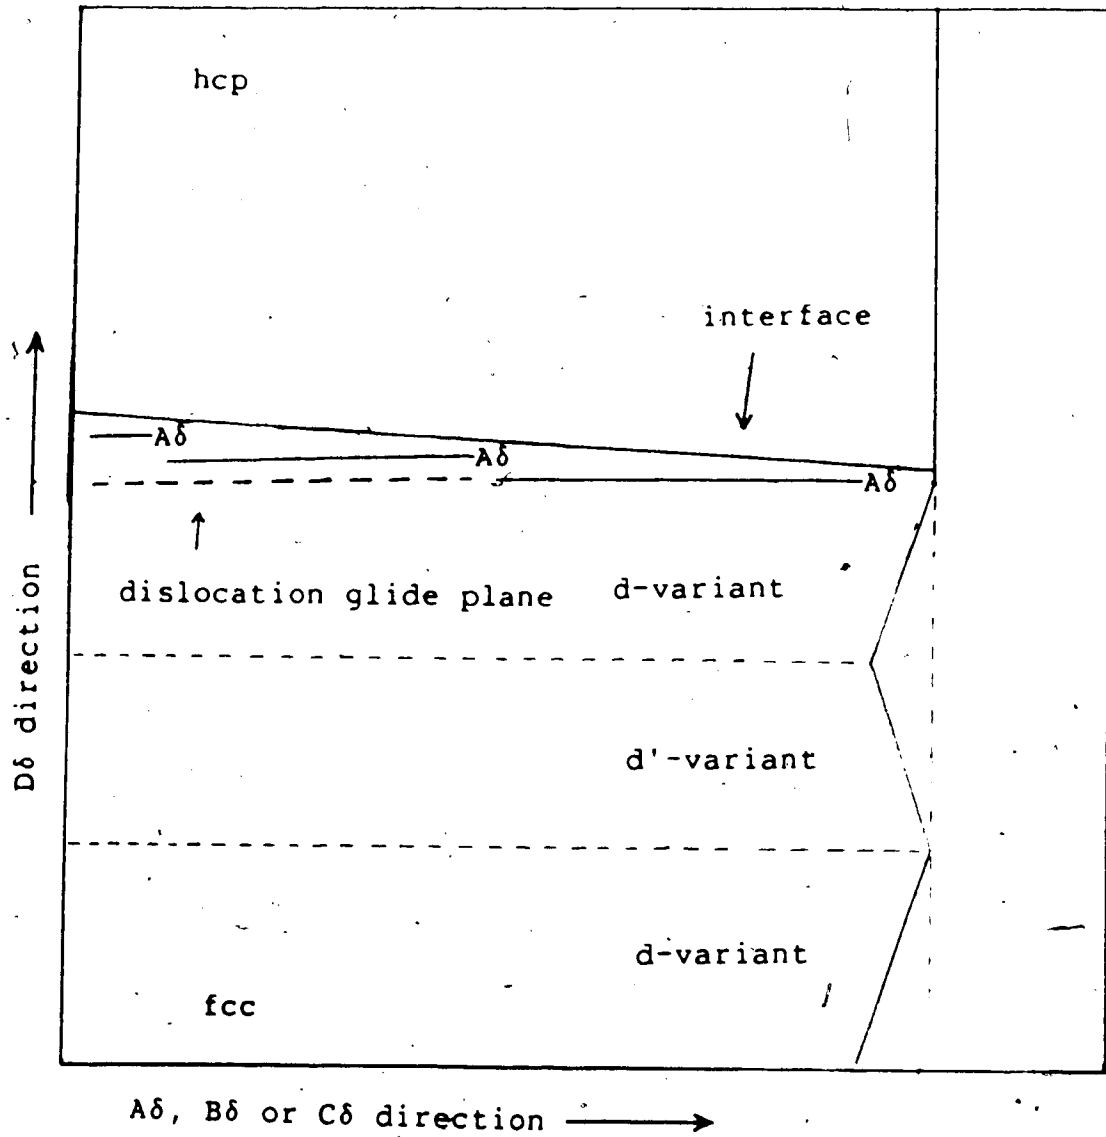 hcp
interface
Aδ
Aδ
Aδ
dislocation glide plane
d-variant
Dδ direction
d'-variant
d-variant
fcc
Aδ, Bδ or Cδ direction